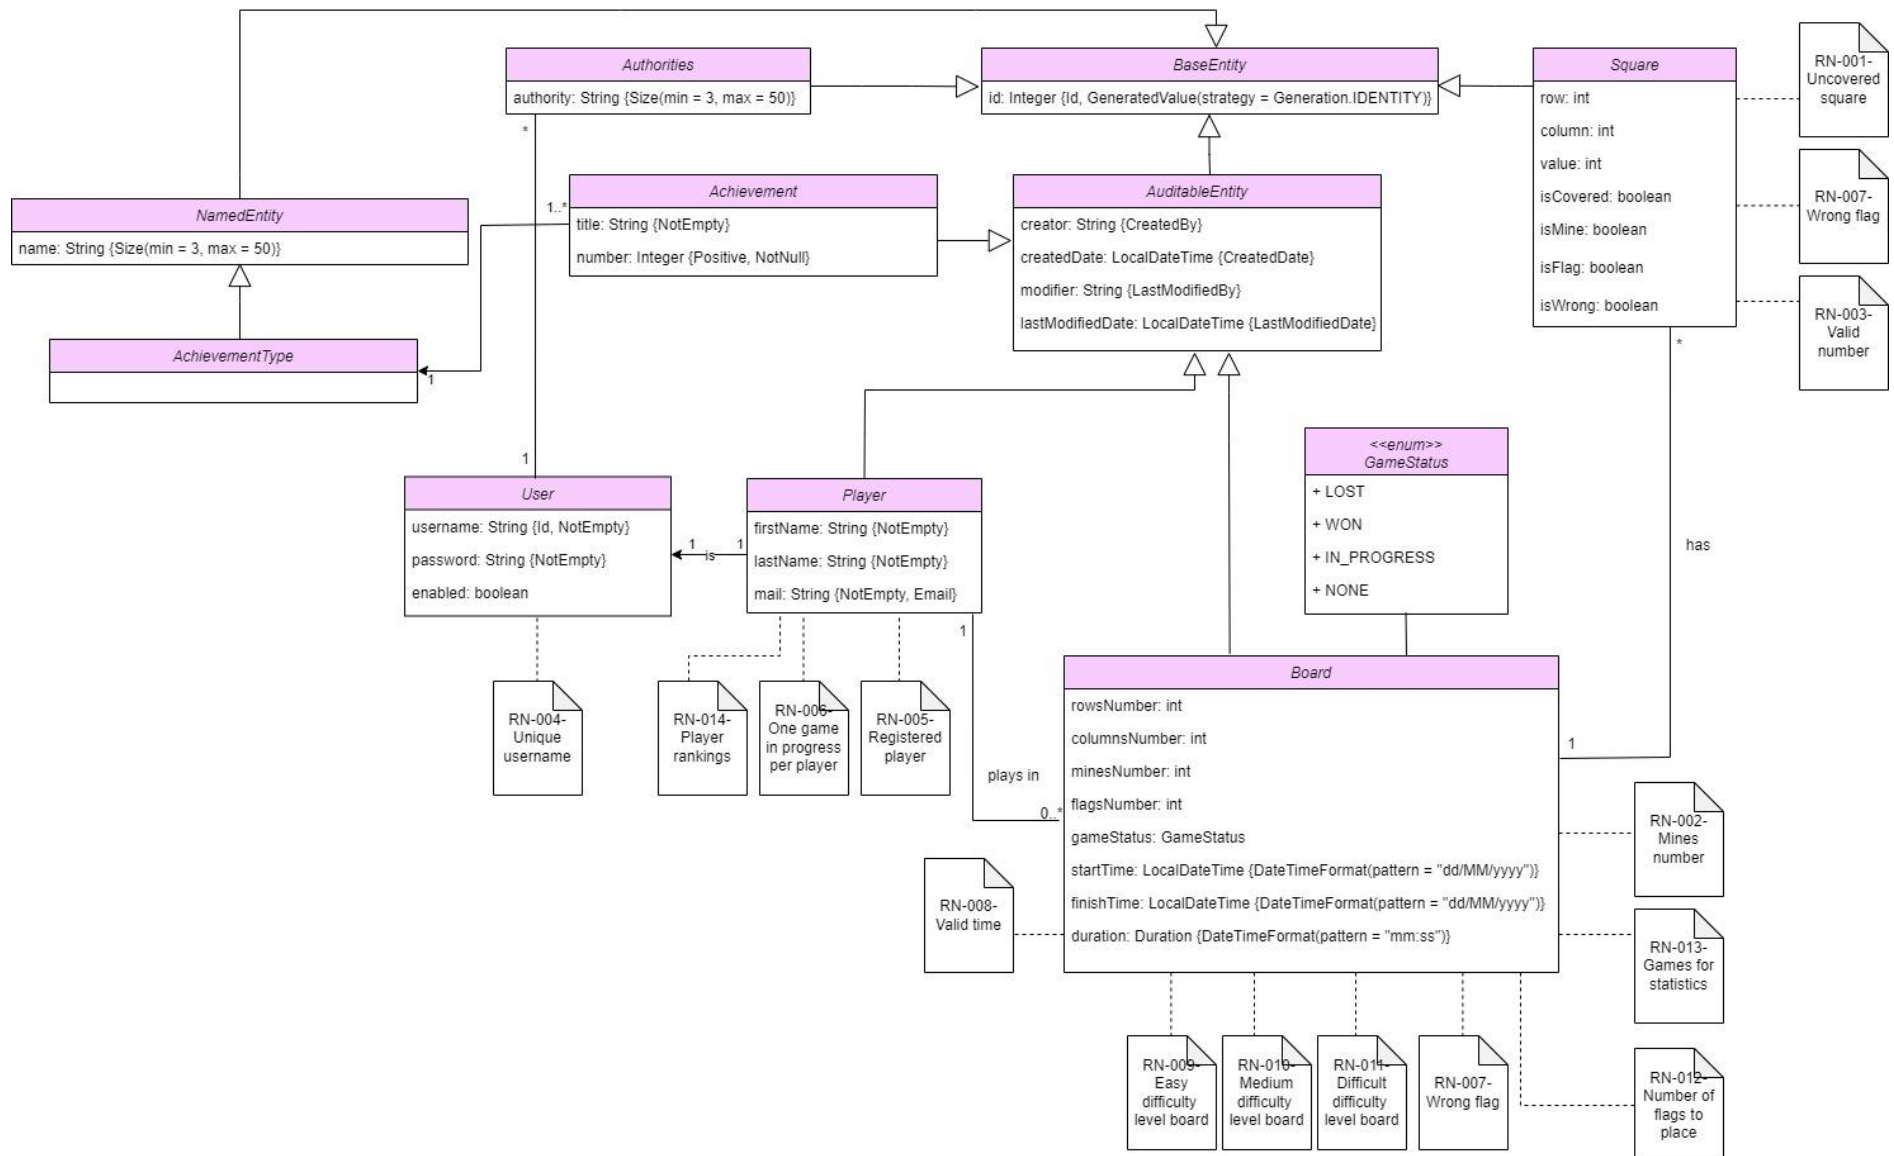 Authorities
authority: String {Size(min = 3, max = 50)}
BaseEntity
id: Integer {Id, GeneratedValue(strategy = Generation.IDENTITY)}
Square
row: int
column: int
value: int
isCovered: boolean
isMine: boolean
isFlag: boolean
isWrong: boolean
RN-001-
Uncovered
square
RN-007-
Wrong flag
RN-003-
Valid
number
*
1
NamedEntity
name: String {Size(min = 3, max = 50)}
Achievement
title: String {NotEmpty}
number: Integer {Positive, NotNull}
1..*
1
AuditableEntity
creator: String {CreatedBy}
createdDate: LocalDateTime {CreatedDate}
modifier: String {LastModifiedBy}
lastModifiedDate: LocalDateTime {LastModifiedDate}
AchievementType
User
username: String {Id, NotEmpty}
password: String {NotEmpty}
enabled: boolean
1
is
1
Player
firstName: String {NotEmpty}
lastName: String {NotEmpty}
mail: String {NotEmpty, Email}
<<enum>>
GameStatus
+ LOST
+ WON
+ IN_PROGRESS
+ NONE
*
has
1
RN-004-
Unique
username
RN-014-
Player
rankings
RN-006-
One game
in progress
per player
RN-005-
Registered
player
1
plays in
0..*
Board
rowsNumber: int
columnsNumber: int
minesNumber: int
flagsNumber: int
gameStatus: GameStatus
startTime: LocalDateTime {DateTimeFormat(pattern = "dd/MM/yyyy")}
finishTime: LocalDateTime {DateTimeFormat(pattern = "dd/MM/yyyy")}
duration: Duration {DateTimeFormat(pattern = "mm:ss")}
RN-008-
Valid time
RN-002-
Mines
number
RN-013-
Games for
statistics
RN-009-
Easy
difficulty
level board
RN-010-
Medium
difficulty
level board
RN-011-
Difficult
difficulty
level board
RN-007-
Wrong flag
RN-012-
Number of
flags to
place